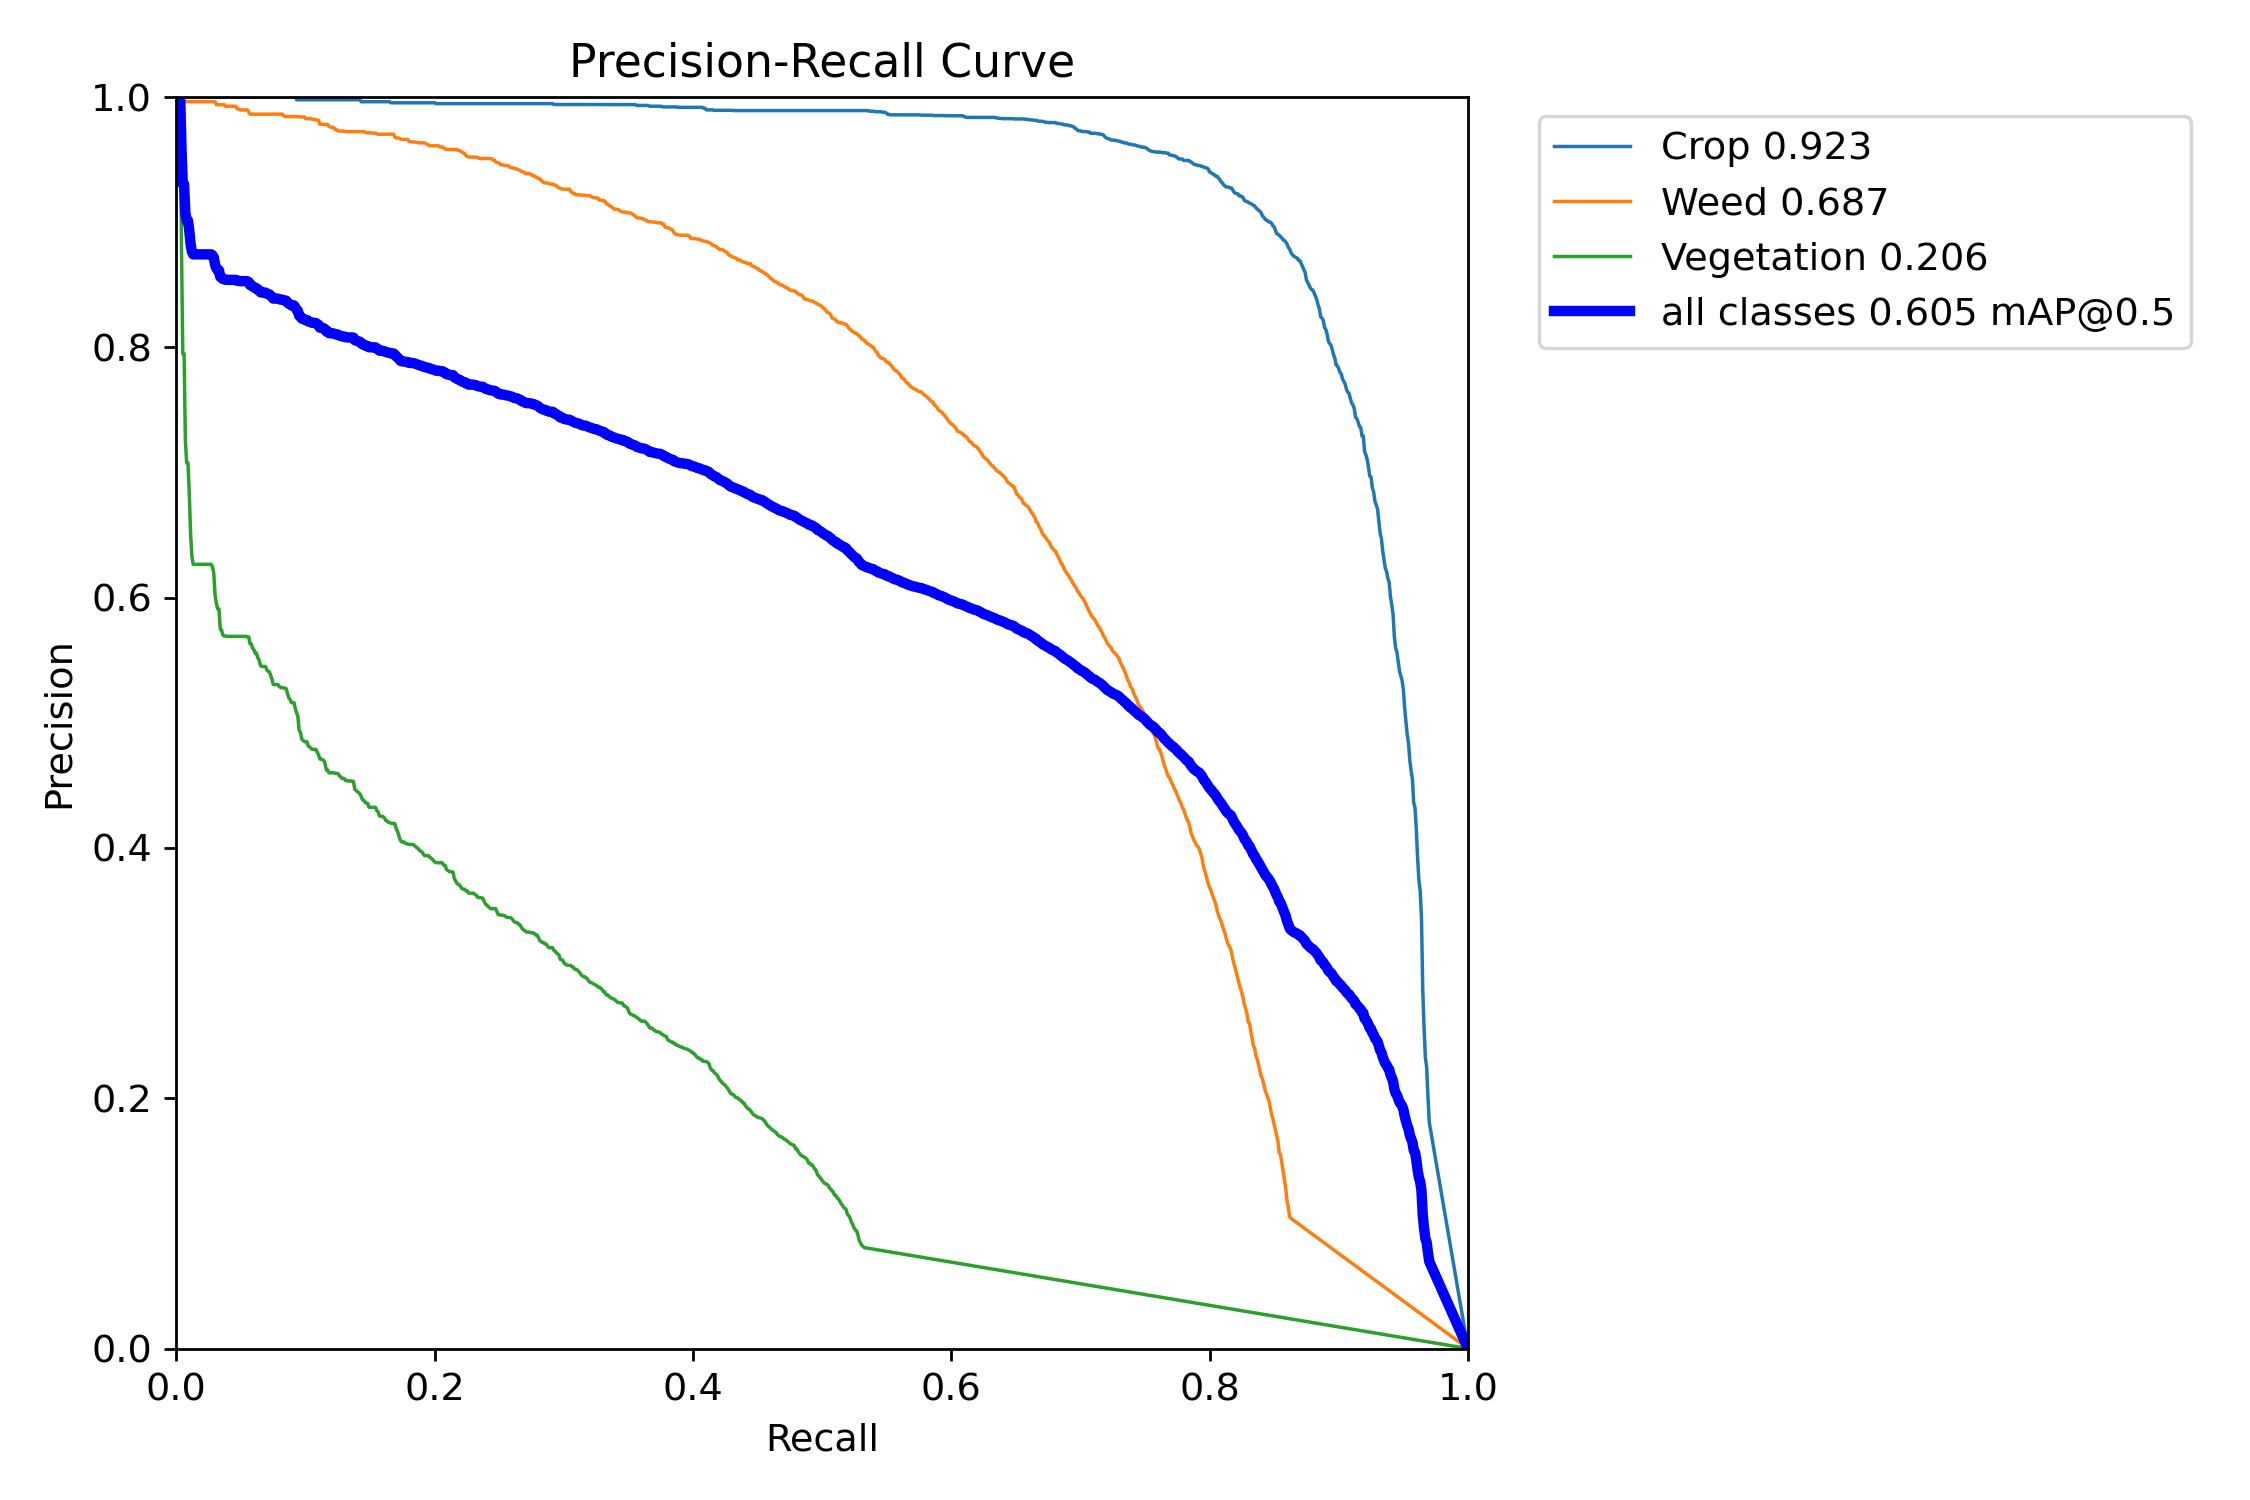 Precision-Recall Curve
1.0
0.8
0.6
0.4
0.2
0.0
Precision
0.0 0.2 0.4 0.6 0.8 1.0
Recall
Crop 0.923
Weed 0.687
Vegetation 0.206
all classes 0.605 mAP@0.5